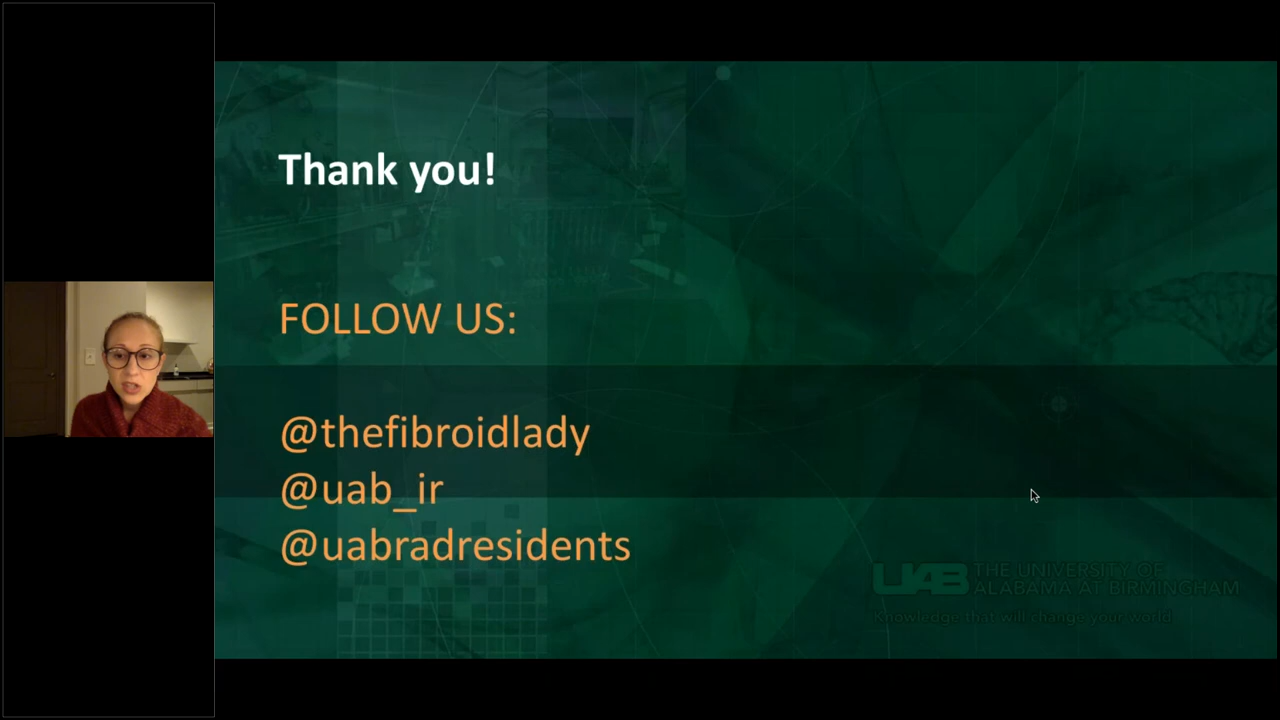 Thank you!
FOLLOW US:
@thefibroidlady
@uab_ir
@uabradresidents
UAB THE UNIVERSITY OF
ALABAMA AT BIRMINGHAM
Knowledge that will change your world